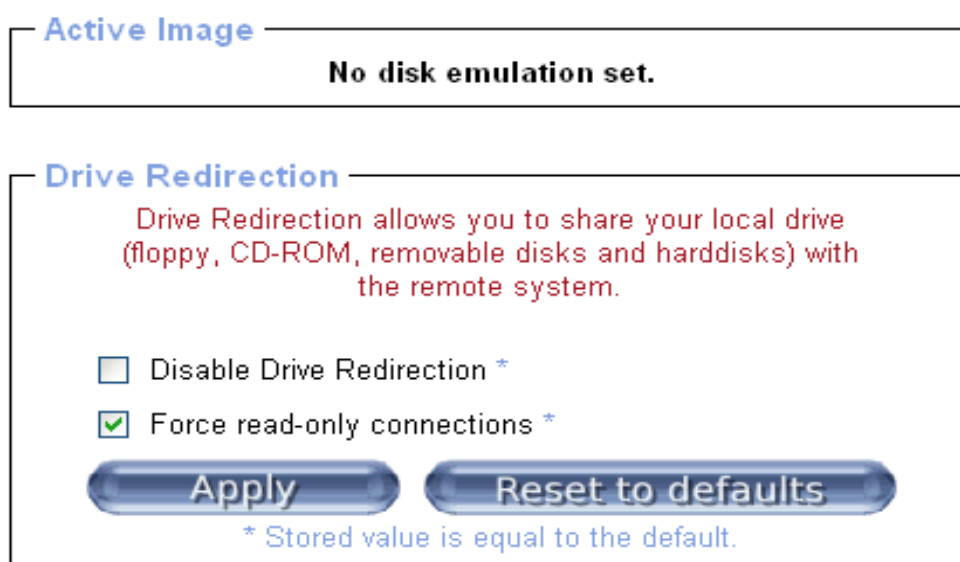 Active Image
No disk emulation set.
Drive Redirection
Drive Redirection allows you to share your local drive
(floppy, CD-ROM, removable disks and harddisks) with
the remote system.
Disable Drive Redirection *
Force read-only connections *
Apply
Reset to defaults
* Stored value is equal to the default.